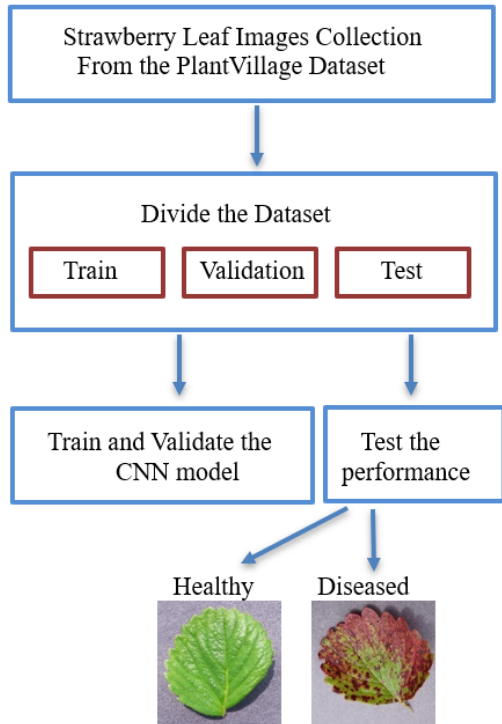 Strawberry Leaf Images Collection
From the PlantVillage Dataset
Divide the Dataset
Train
Validation
Test
Train and Validate the
CNN model
Test the
performance
Healthy
Diseased